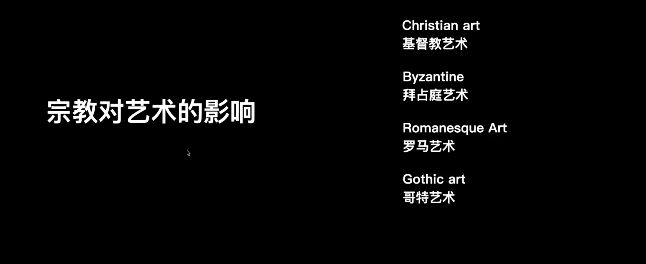 宗教对艺术的影响
Christian art
基督教艺术
Byzantine
拜占庭艺术
Romanesque Art
罗马艺术
Gothic art
哥特艺术